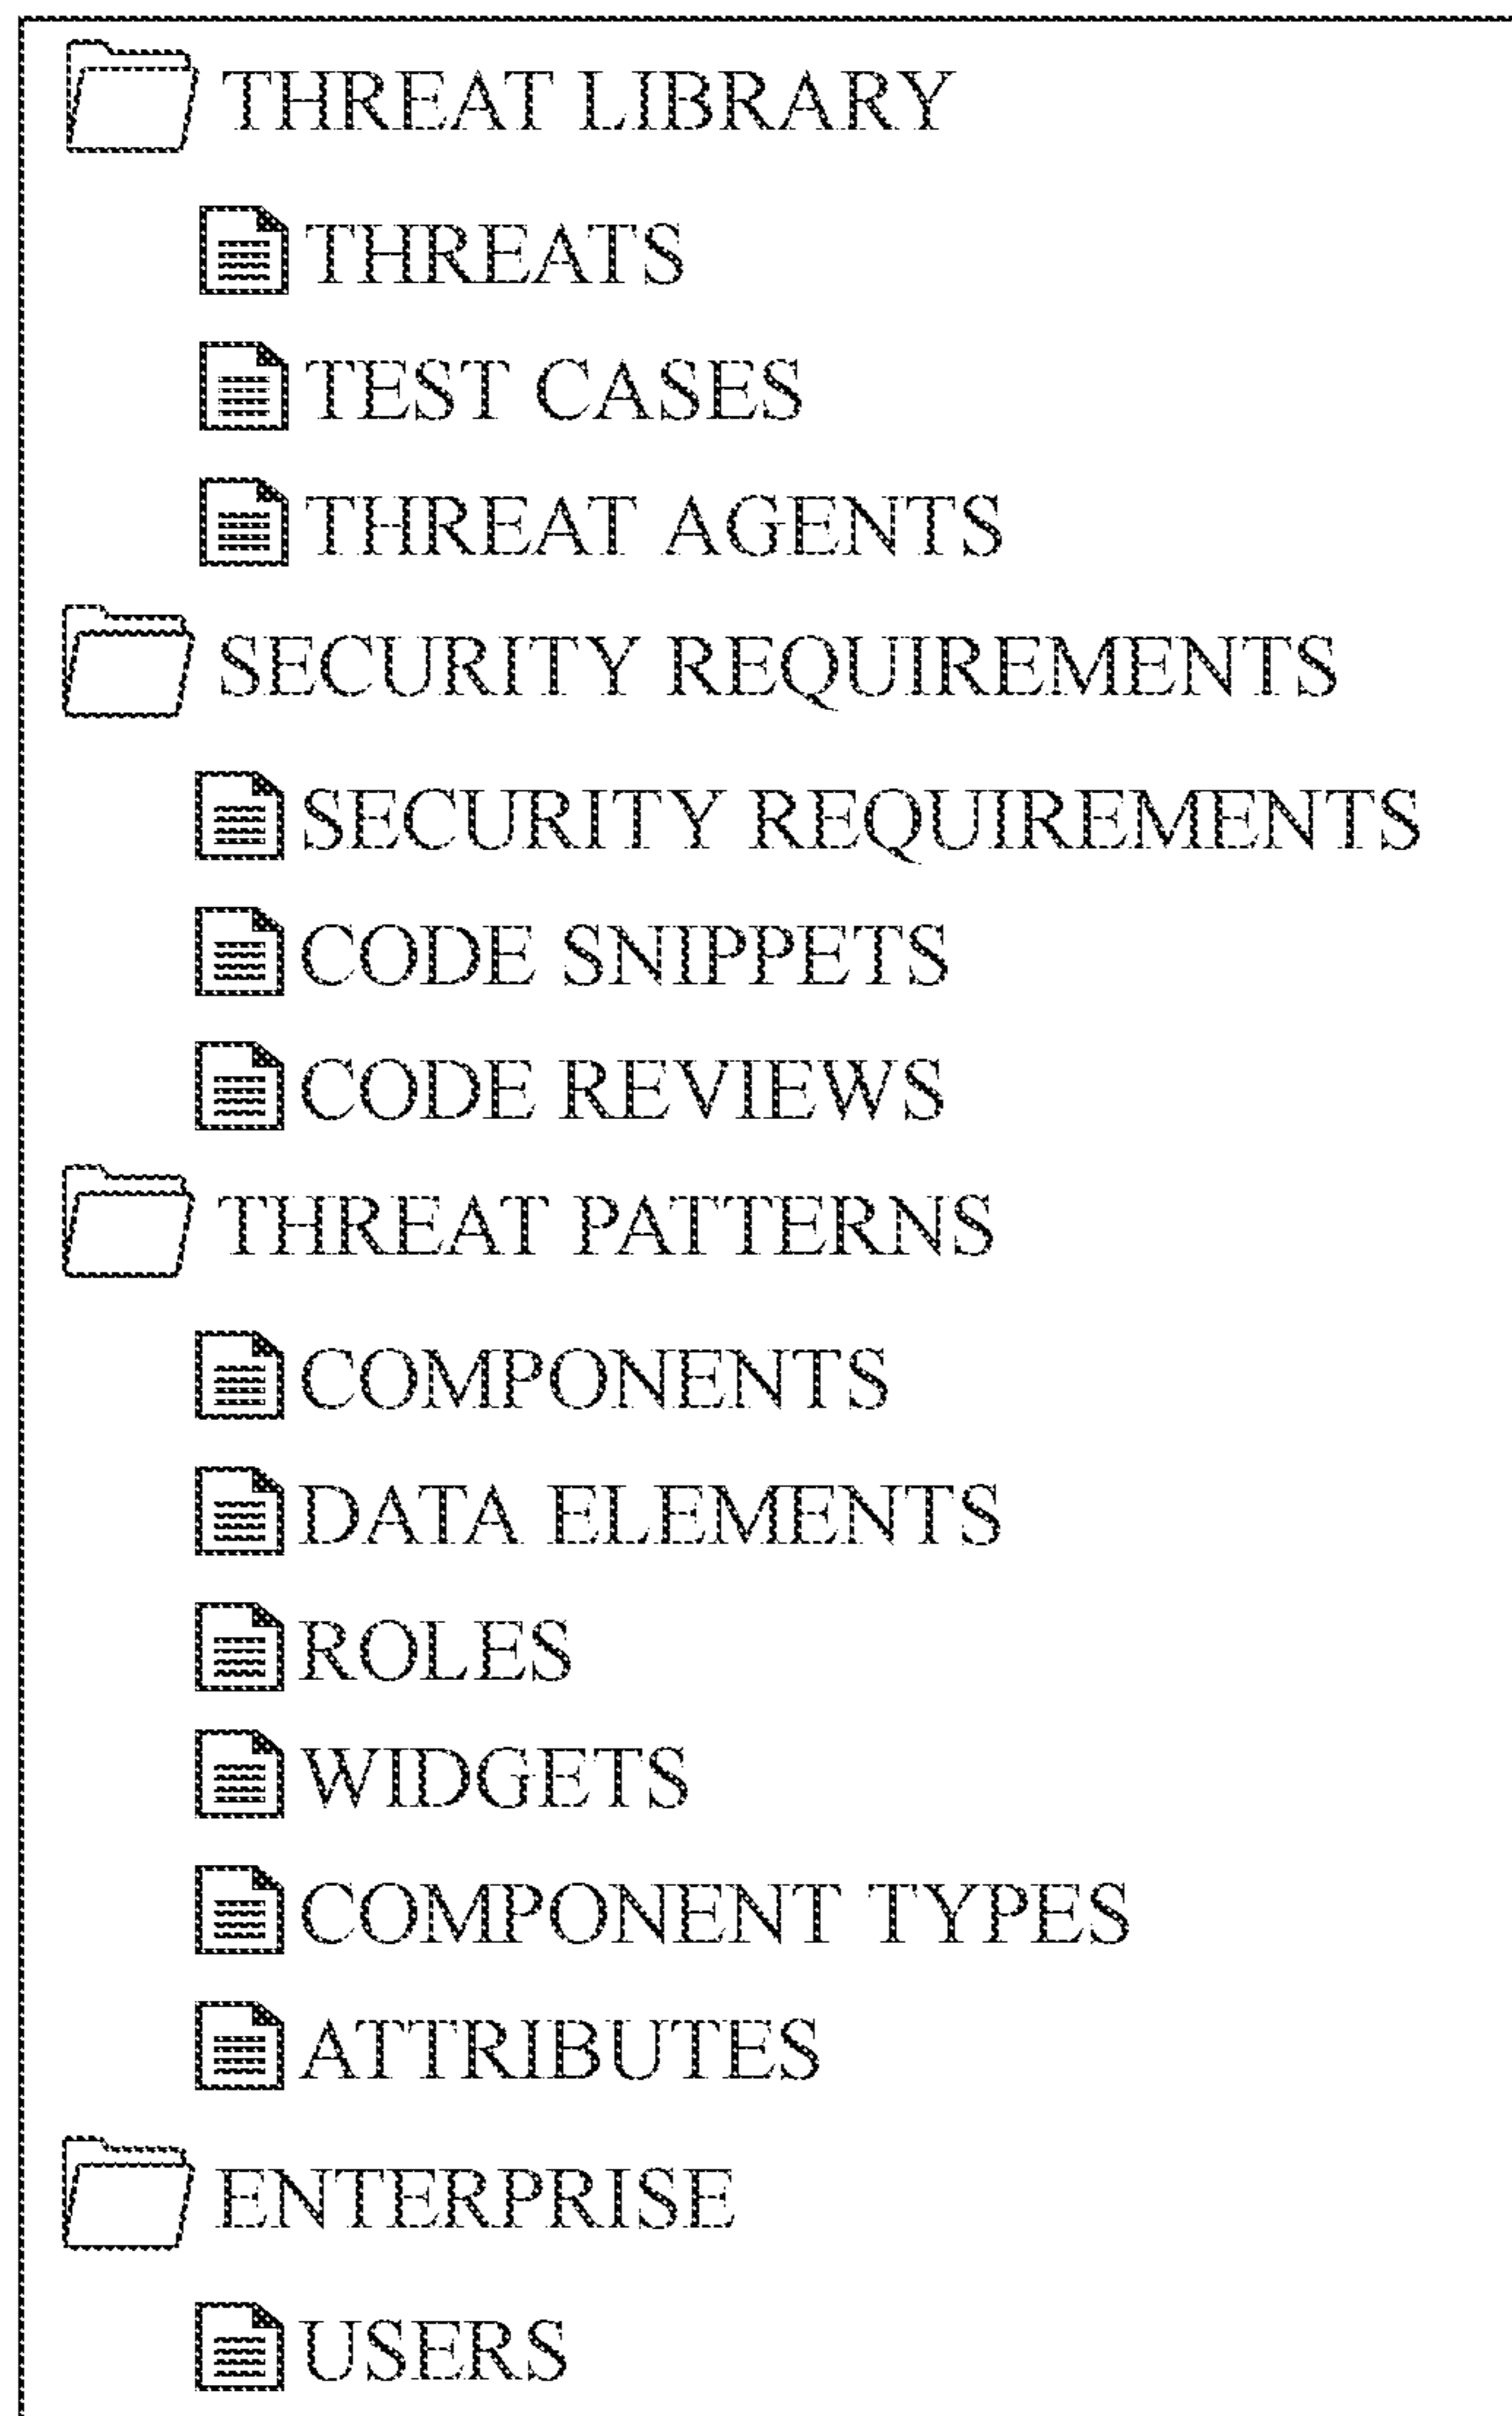 THREAT LIBRARY
THREATS
TEST CASES
THREAT AGENTS
SECURITY REQUIREMENTS
SECURITY REQUIREMENTS
CODE SNIPPETS
CODE REVIEWS
THREAT PATTERNS
COMPONENTS
DATA ELEMENTS
ROLES
WIDGETS
COMPONENT TYPES
ATTRIBUTES
ENTERPRISE
USERS